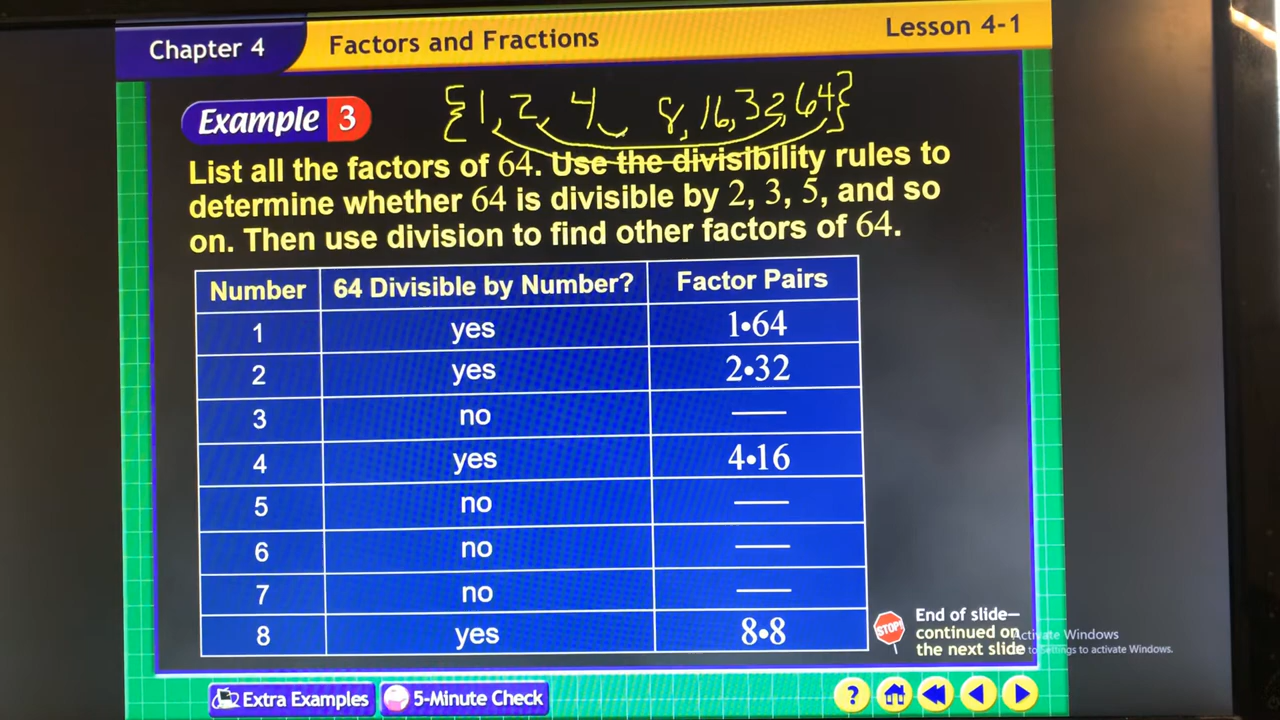 Chapter 4
Factors and Fractions
Lesson 4-1
{1, 2, 4 8, 16, 32, 64}
Example 3
List all the factors of 64. Use the divisibility rules to
determine whether 64 is divisible by 2, 3, 5, and so
on. Then use division to find other factors of 64.
Number 64 Divisible by Number? Factor Pairs
1 yes 1•64
2 yes 2•32
3 no —
4 yes 4•16
5 no —
6 no —
7 no —
8 yes 8•8
STOP!
End of slide—
continued on
the next slide
Activate Windows
to Settings to activate Windows.
Extra Examples
5-Minute Check
?